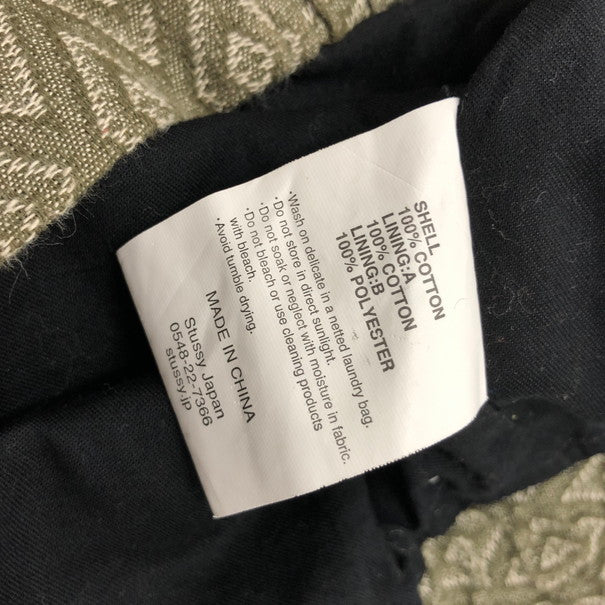 SHELL
100% COTTON
LINING:A
100% COTTON
LINING:B
100% POLYESTER
·Wash on delicate in a netted laundry bag.
·Do not store in direct sunlight.
·Do not soak or neglect with moisture in fabric.
·Do not bleach or use cleaning products
with bleach.
·Avoid tumble drying.
MADE IN CHINA
Stussy Japan
0548-22-7366
stussy.jp